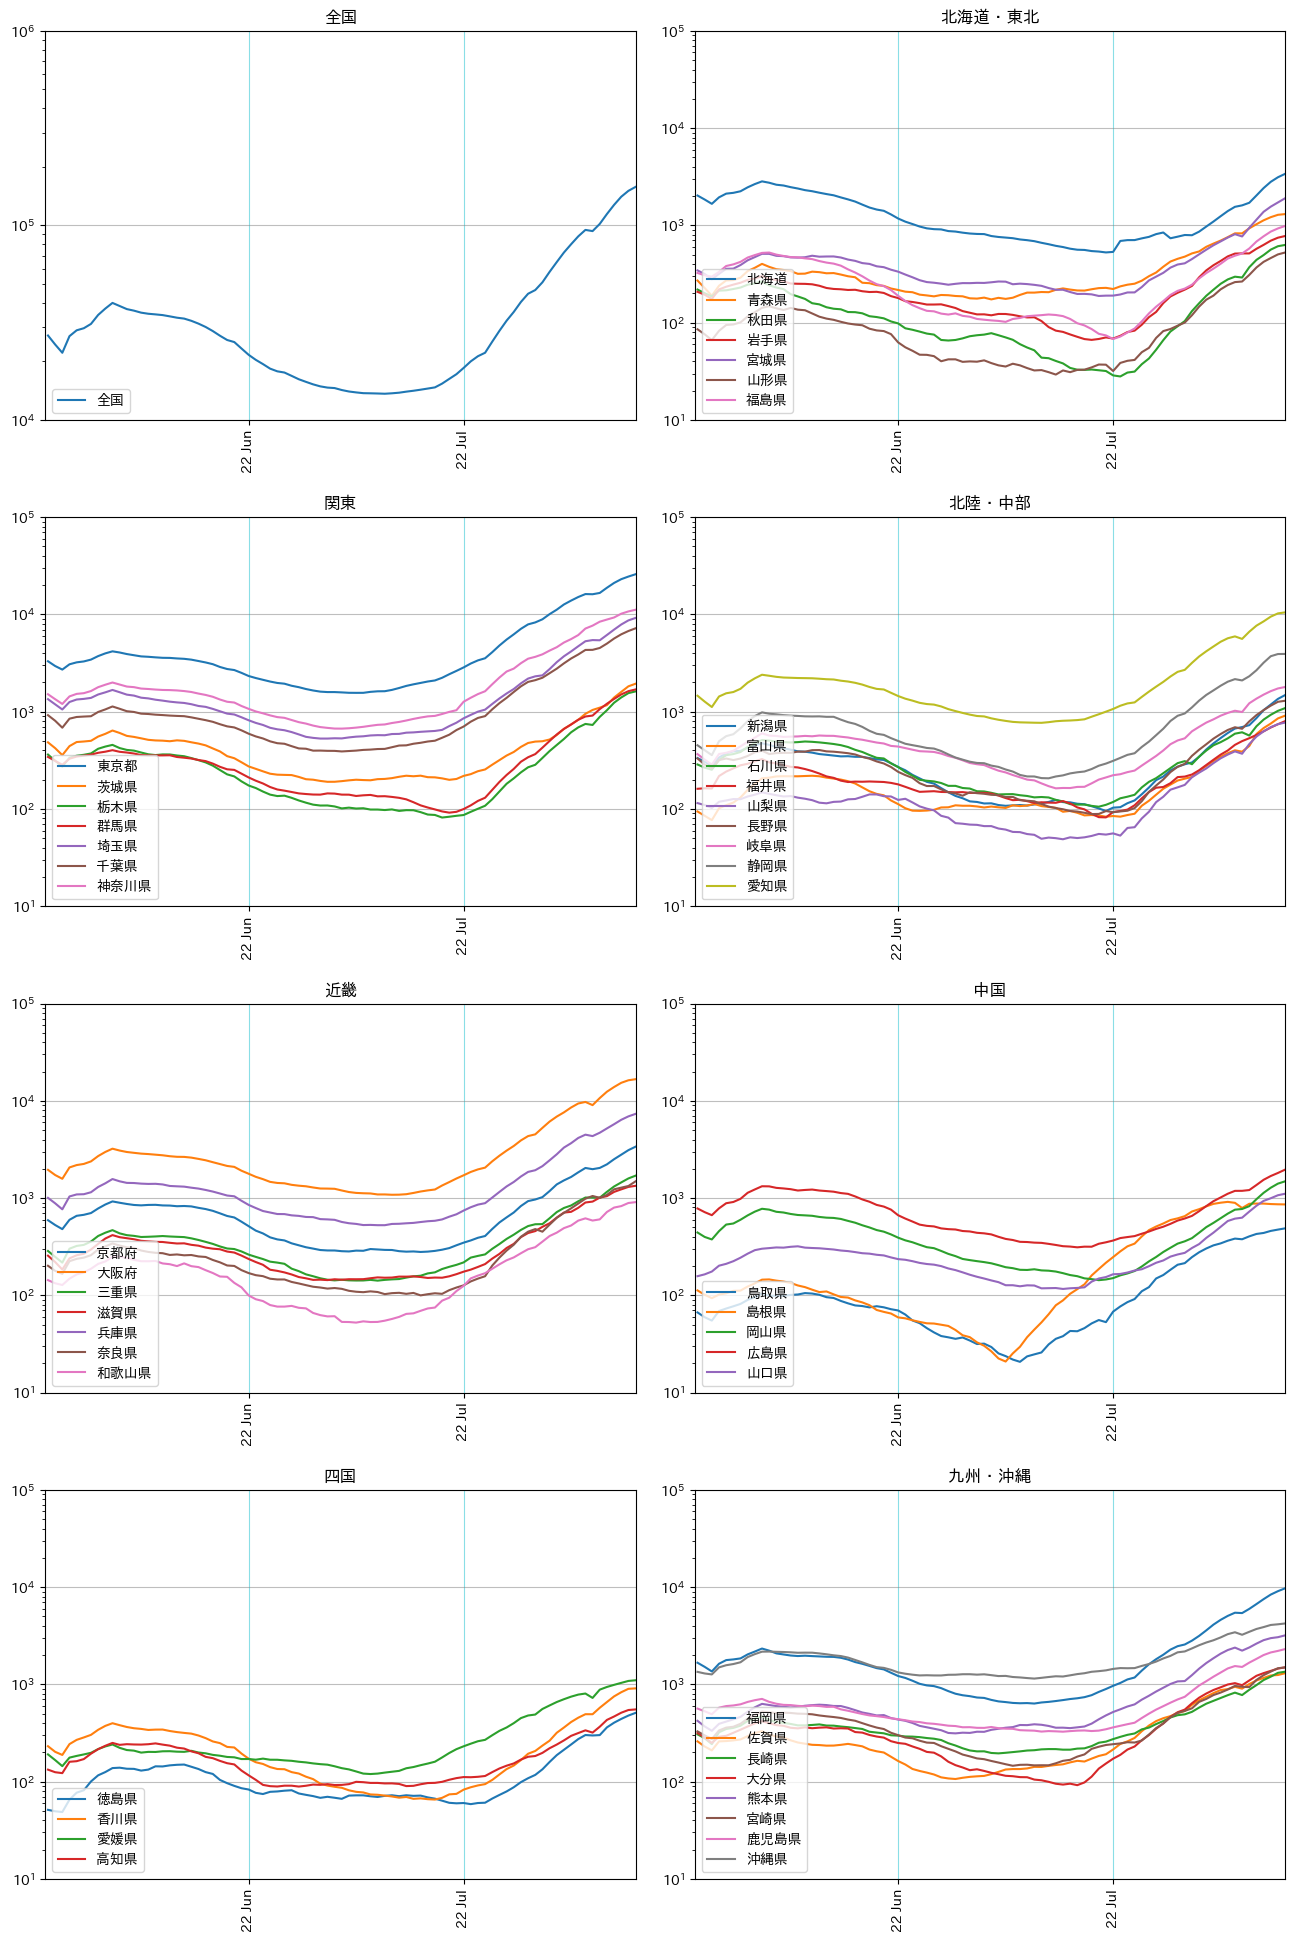 全国
10^6
10^5
10^4
22 Jun
22 Jul
全国
北海道・東北
10^5
10^4
10^3
10^2
10^1
22 Jun
22 Jul
北海道
青森県
秋田県
岩手県
宮城県
山形県
福島県
関東
10^5
10^4
10^3
10^2
10^1
22 Jun
22 Jul
東京都
茨城県
栃木県
群馬県
埼玉県
千葉県
神奈川県
北陸・中部
10^5
10^4
10^3
10^2
10^1
22 Jun
22 Jul
新潟県
富山県
石川県
福井県
山梨県
長野県
岐阜県
静岡県
愛知県
近畿
10^5
10^4
10^3
10^2
10^1
22 Jun
22 Jul
京都府
大阪府
三重県
滋賀県
兵庫県
奈良県
和歌山県
中国
10^5
10^4
10^3
10^2
10^1
22 Jun
22 Jul
鳥取県
島根県
岡山県
広島県
山口県
四国
10^5
10^4
10^3
10^2
10^1
22 Jun
22 Jul
徳島県
香川県
愛媛県
高知県
九州・沖縄
10^5
10^4
10^3
10^2
10^1
22 Jun
22 Jul
福岡県
佐賀県
長崎県
大分県
熊本県
宮崎県
鹿児島県
沖縄県